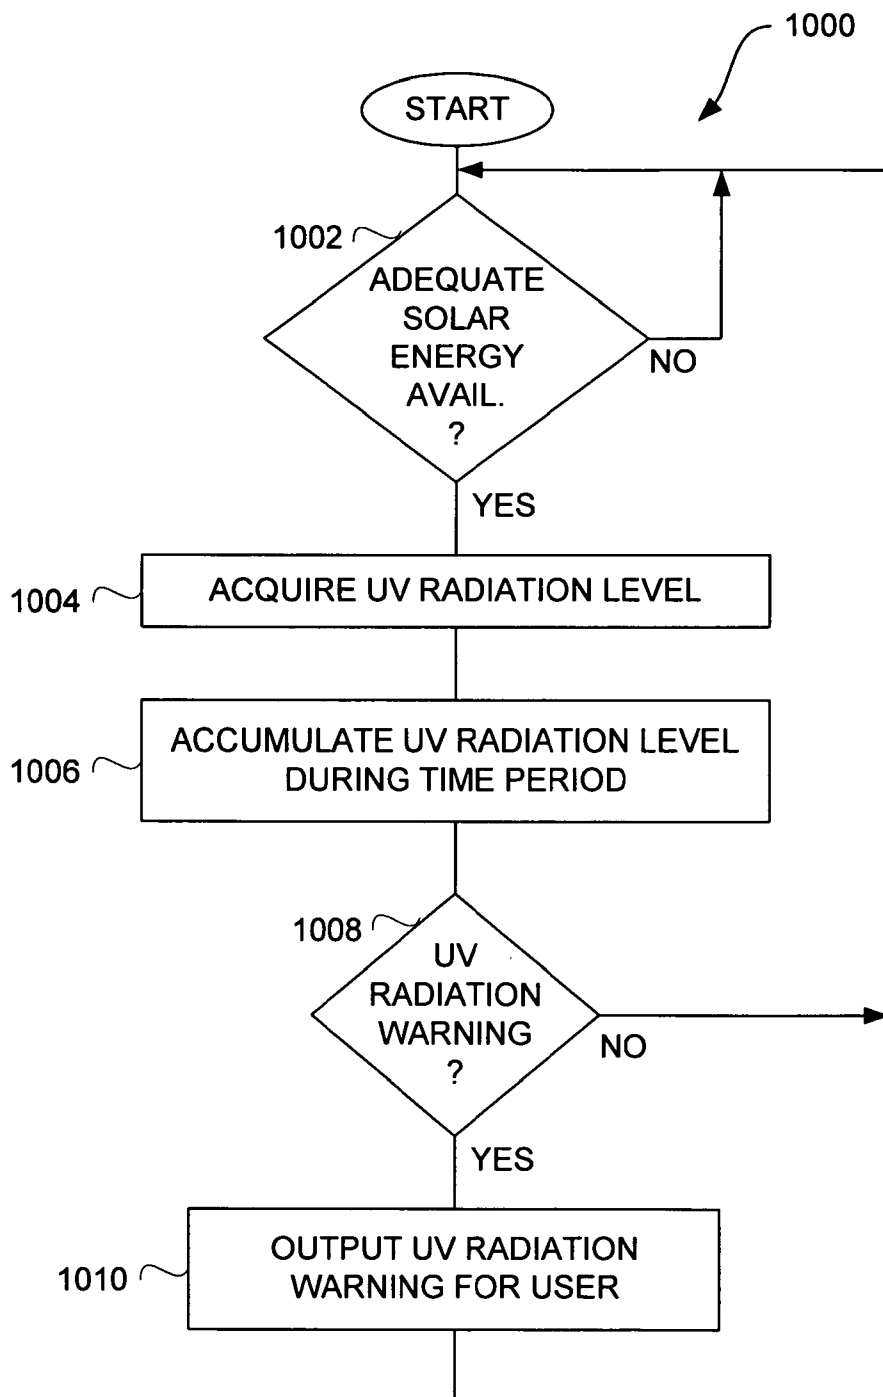 1000
START
1002
ADEQUATE
SOLAR
ENERGY
AVAIL.
?
NO
YES
1004
ACQUIRE UV RADIATION LEVEL
1006
ACCUMULATE UV RADIATION LEVEL
DURING TIME PERIOD
1008
UV
RADIATION
WARNING
?
NO
YES
1010
OUTPUT UV RADIATION
WARNING FOR USER